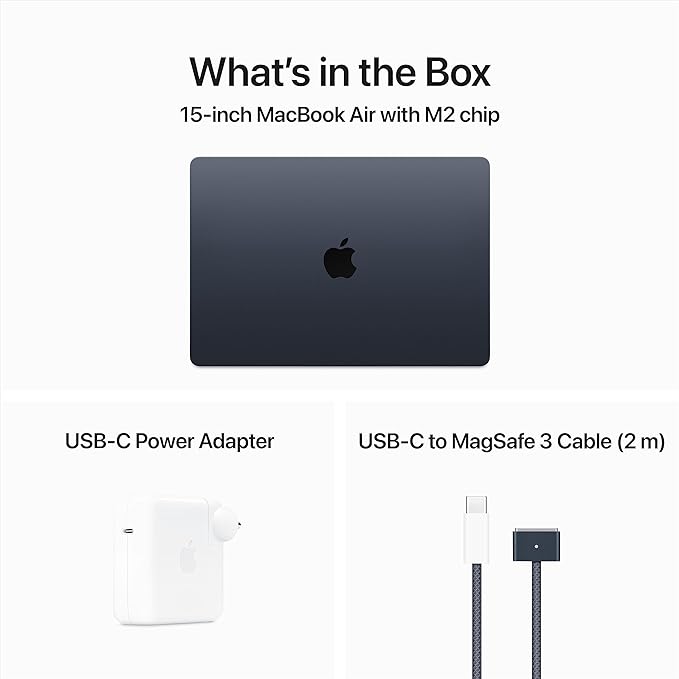 What’s in the Box
15-inch MacBook Air with M2 chip
USB-C Power Adapter
USB-C to MagSafe 3 Cable (2 m)